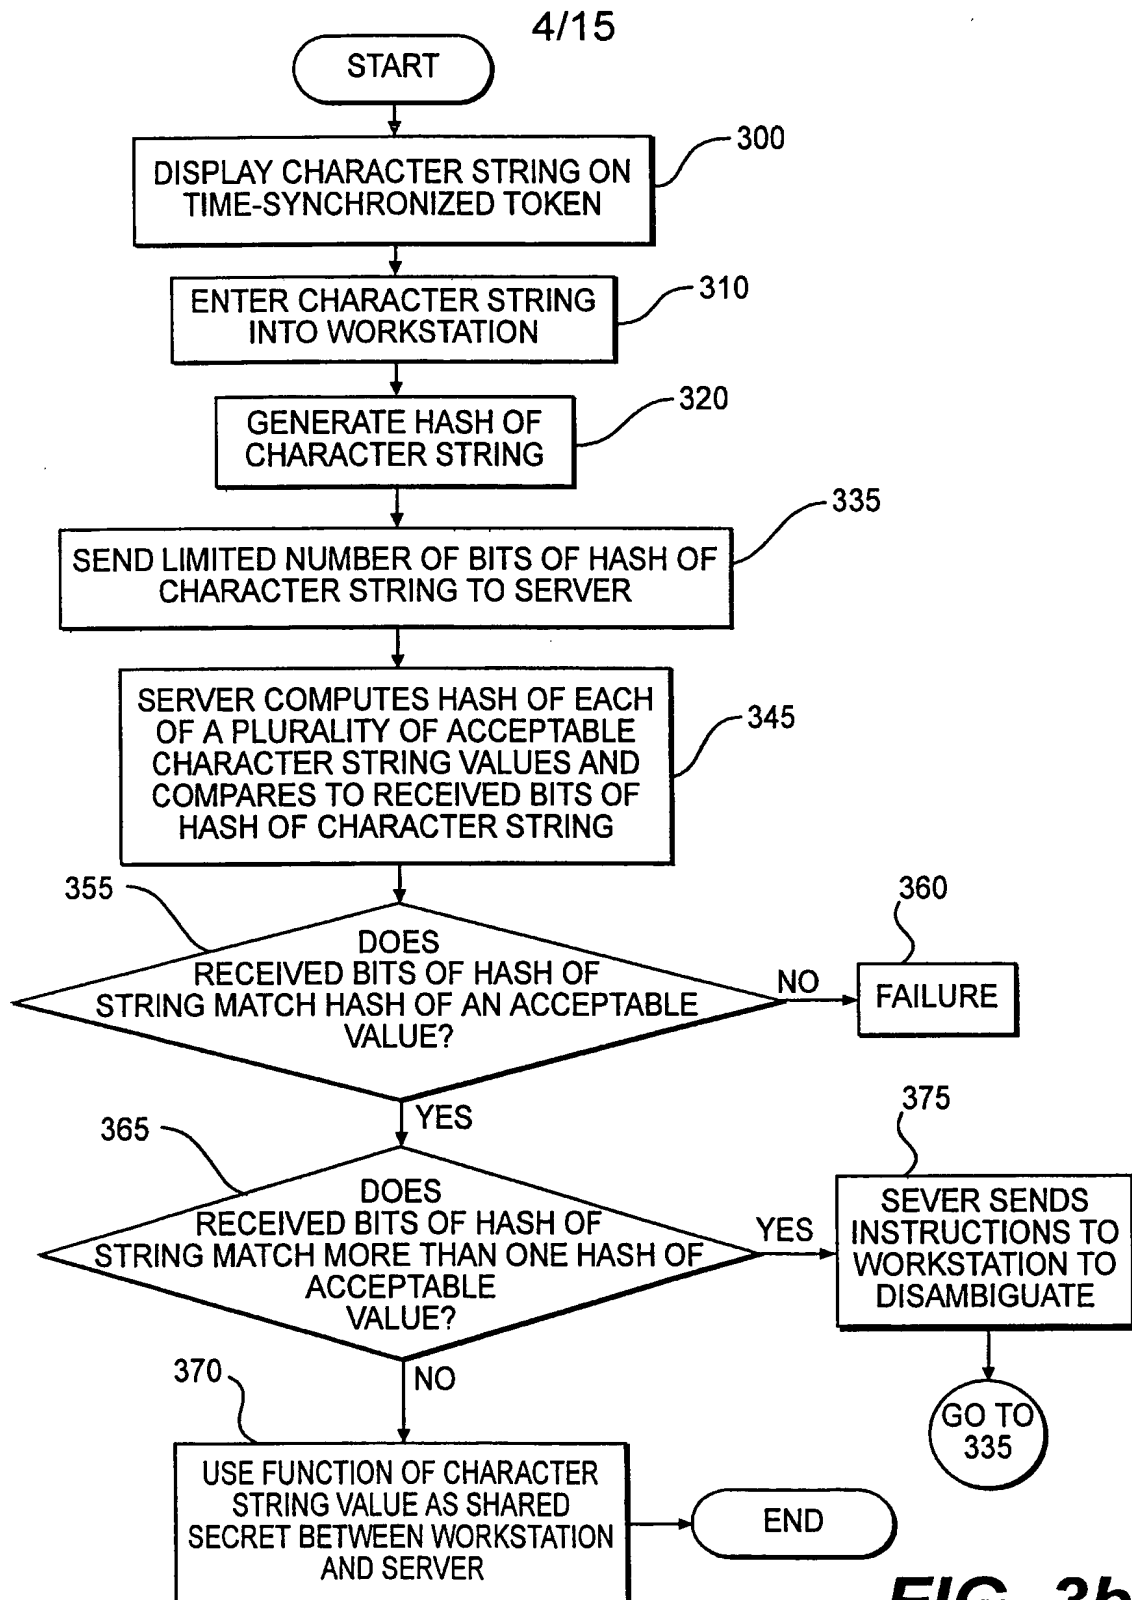 4/15
START
300
DISPLAY CHARACTER STRING ON
TIME-SYNCHRONIZED TOKEN
310
ENTER CHARACTER STRING
INTO WORKSTATION
320
GENERATE HASH OF
CHARACTER STRING
335
SEND LIMITED NUMBER OF BITS OF HASH OF
CHARACTER STRING TO SERVER
345
SERVER COMPUTES HASH OF EACH
OF A PLURALITY OF ACCEPTABLE
CHARACTER STRING VALUES AND
COMPARES TO RECEIVED BITS OF
HASH OF CHARACTER STRING
355
DOES
RECEIVED BITS OF HASH OF
STRING MATCH HASH OF AN ACCEPTABLE
VALUE?
NO
360
FAILURE
YES
365
DOES
RECEIVED BITS OF HASH OF
STRING MATCH MORE THAN ONE HASH OF
ACCEPTABLE
VALUE?
YES
375
SEVER SENDS
INSTRUCTIONS TO
WORKSTATION TO
DISAMBIGUATE
GO TO
335
NO
370
USE FUNCTION OF CHARACTER
STRING VALUE AS SHARED
SECRET BETWEEN WORKSTATION
AND SERVER
END
FIG. 3b